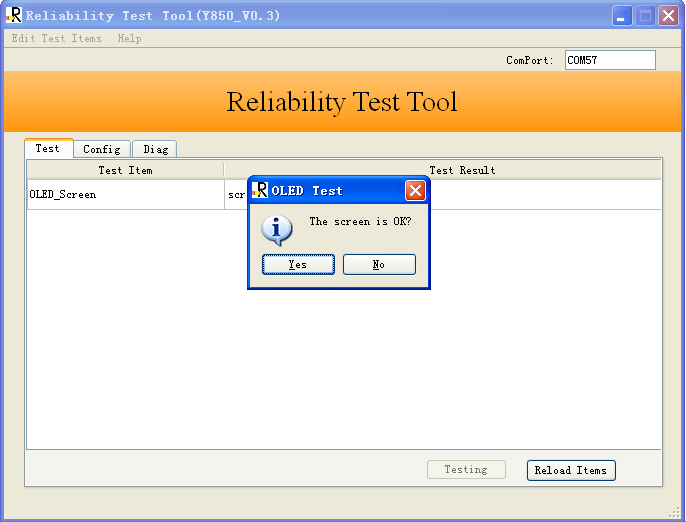 Reliability Test Tool(Y850_V0.3)
Edit Test Items Help
ComPort: COM57
Reliability Test Tool
Test Config Diag
Test Item Test Result
OLED_Screen scr
OLED Test
The screen is OK?
Yes No
Testing Reload Items